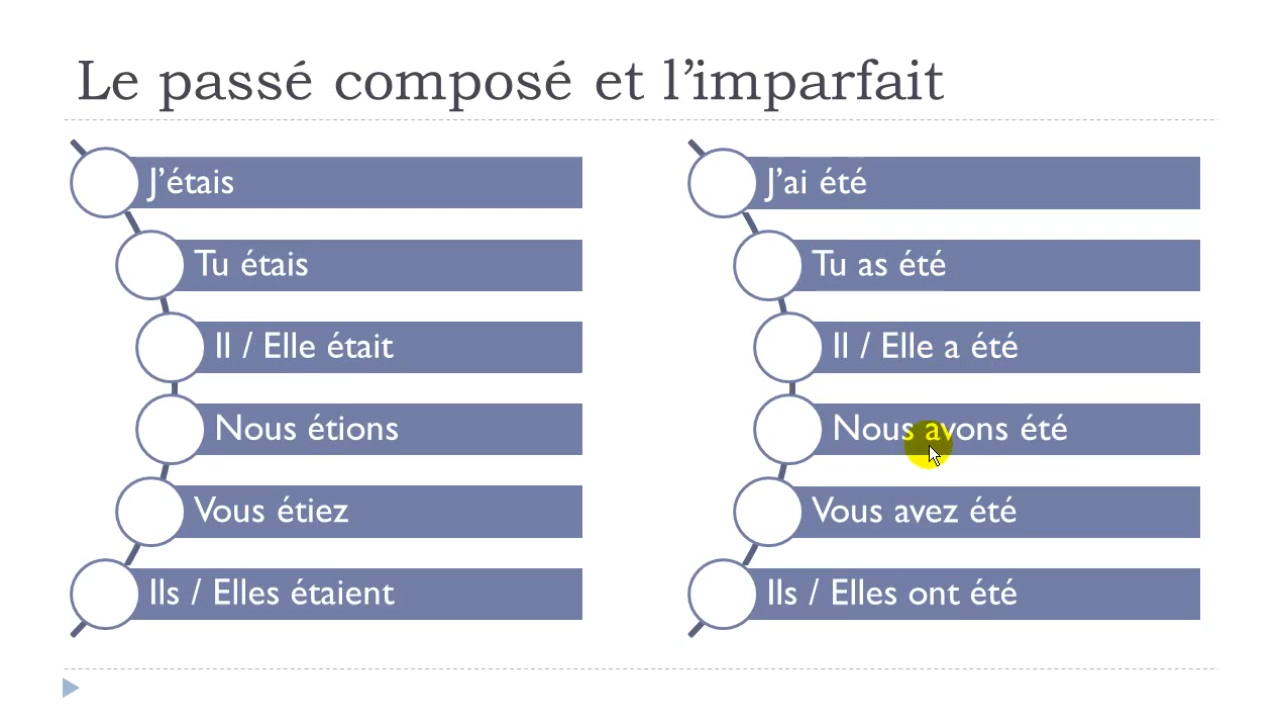 Le passé composé et l’imparfait
J’étais
Tu étais
Il / Elle était
Nous étions
Vous étiez
Ils / Elles étaient
J’ai été
Tu as été
Il / Elle a été
Nous avons été
Vous avez été
Ils / Elles ont été